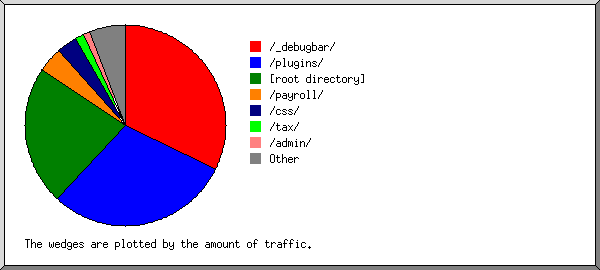 /_debugbar/
/plugins/
[root directory]
/payroll/
/css/
/tax/
/admin/
Other
The wedges are plotted by the amount of traffic.